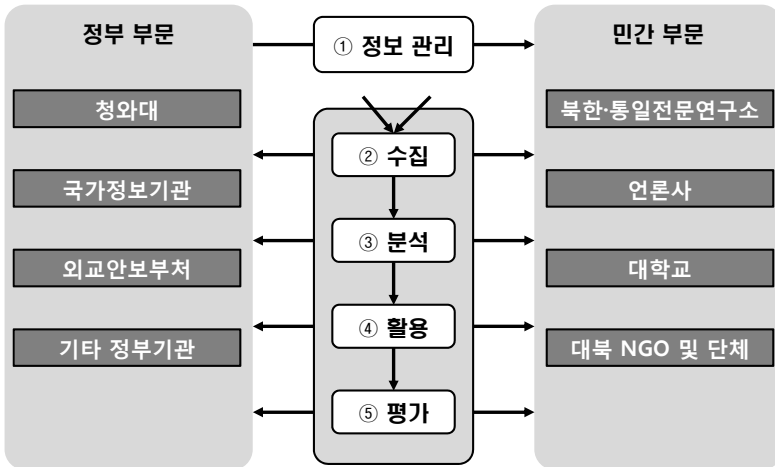 정부 부문
① 정보 관리
민간 부문
청와대
국가정보기관
외교안보부처
기타 정부기관
② 수집
③ 분석
④ 활용
⑤ 평가
북한·통일전문연구소
언론사
대학교
대북 NGO 및 단체